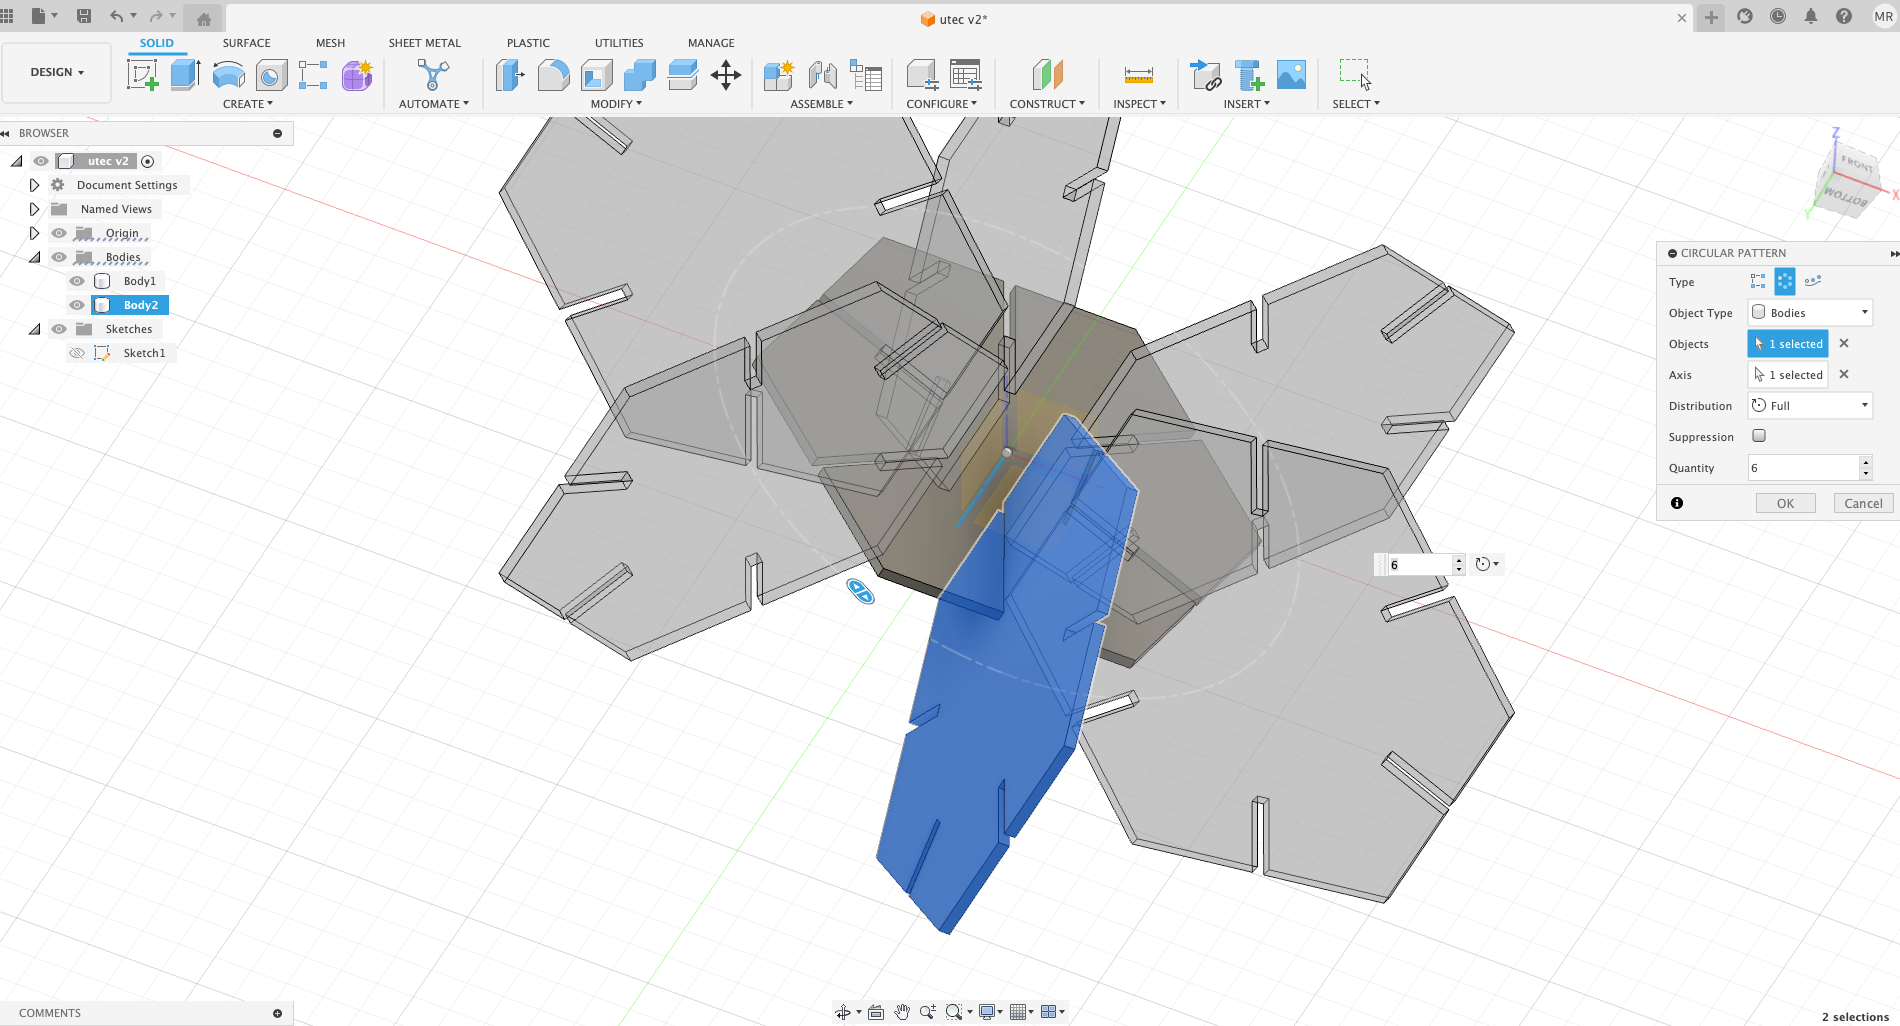 utec v2*
MR
DESIGN
SOLID
SURFACE
MESH
SHEET METAL
PLASTIC
UTILITIES
MANAGE
CREATE
AUTOMATE
MODIFY
ASSEMBLE
CONFIGURE
CONSTRUCT
INSPECT
INSERT
SELECT
BROWSER
utec v2
Document Settings
Named Views
Origin
Bodies
Body1
Body2
Sketches
Sketch1
Z
FRONT
BOTTOM
X
Y
CIRCULAR PATTERN
Type
Object Type
Bodies
Objects
1 selected
Axis
1 selected
Distribution
Full
Suppression
Quantity
6
OK
Cancel
6
COMMENTS
2 selections